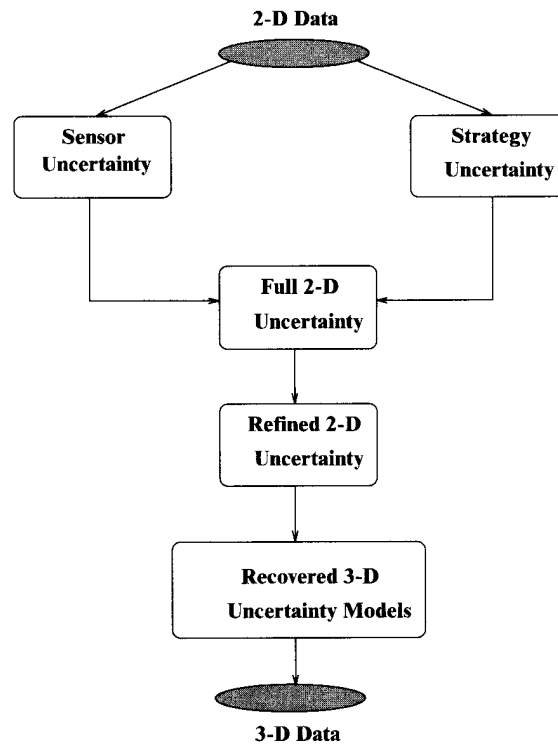 2-D Data
Sensor
Uncertainty
Strategy
Uncertainty
Full 2-D
Uncertainty
Refined 2-D
Uncertainty
Recovered 3-D
Uncertainty Models
3-D Data